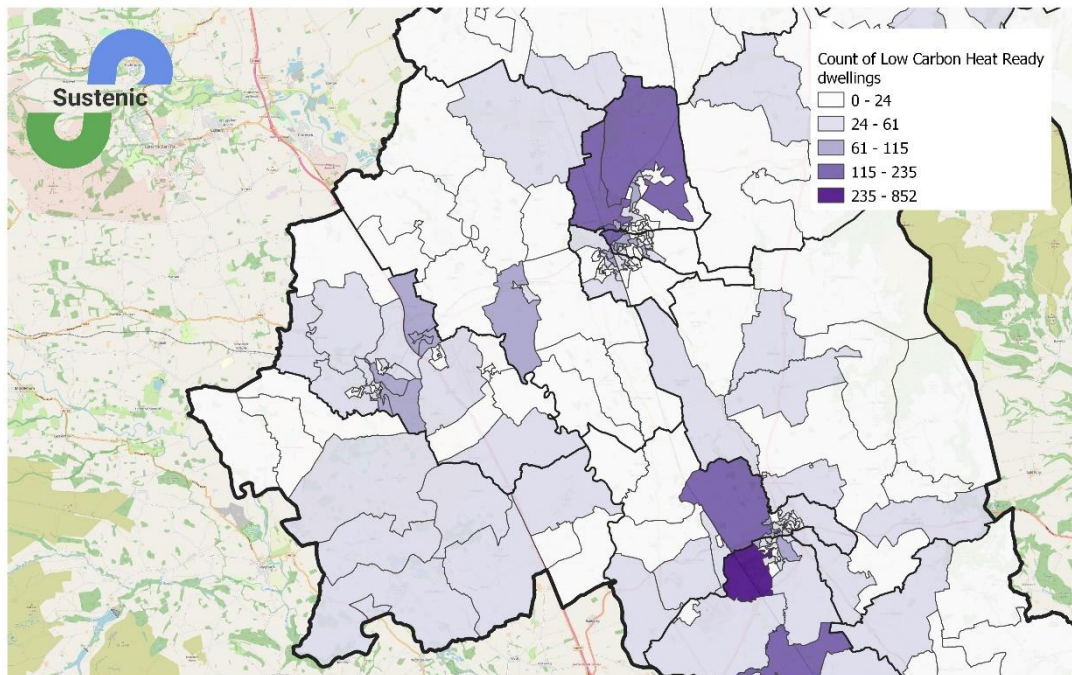 Sustenic
Count of Low Carbon Heat Ready
dwellings
0 - 24
24 - 61
61 - 115
115 - 235
235 - 852